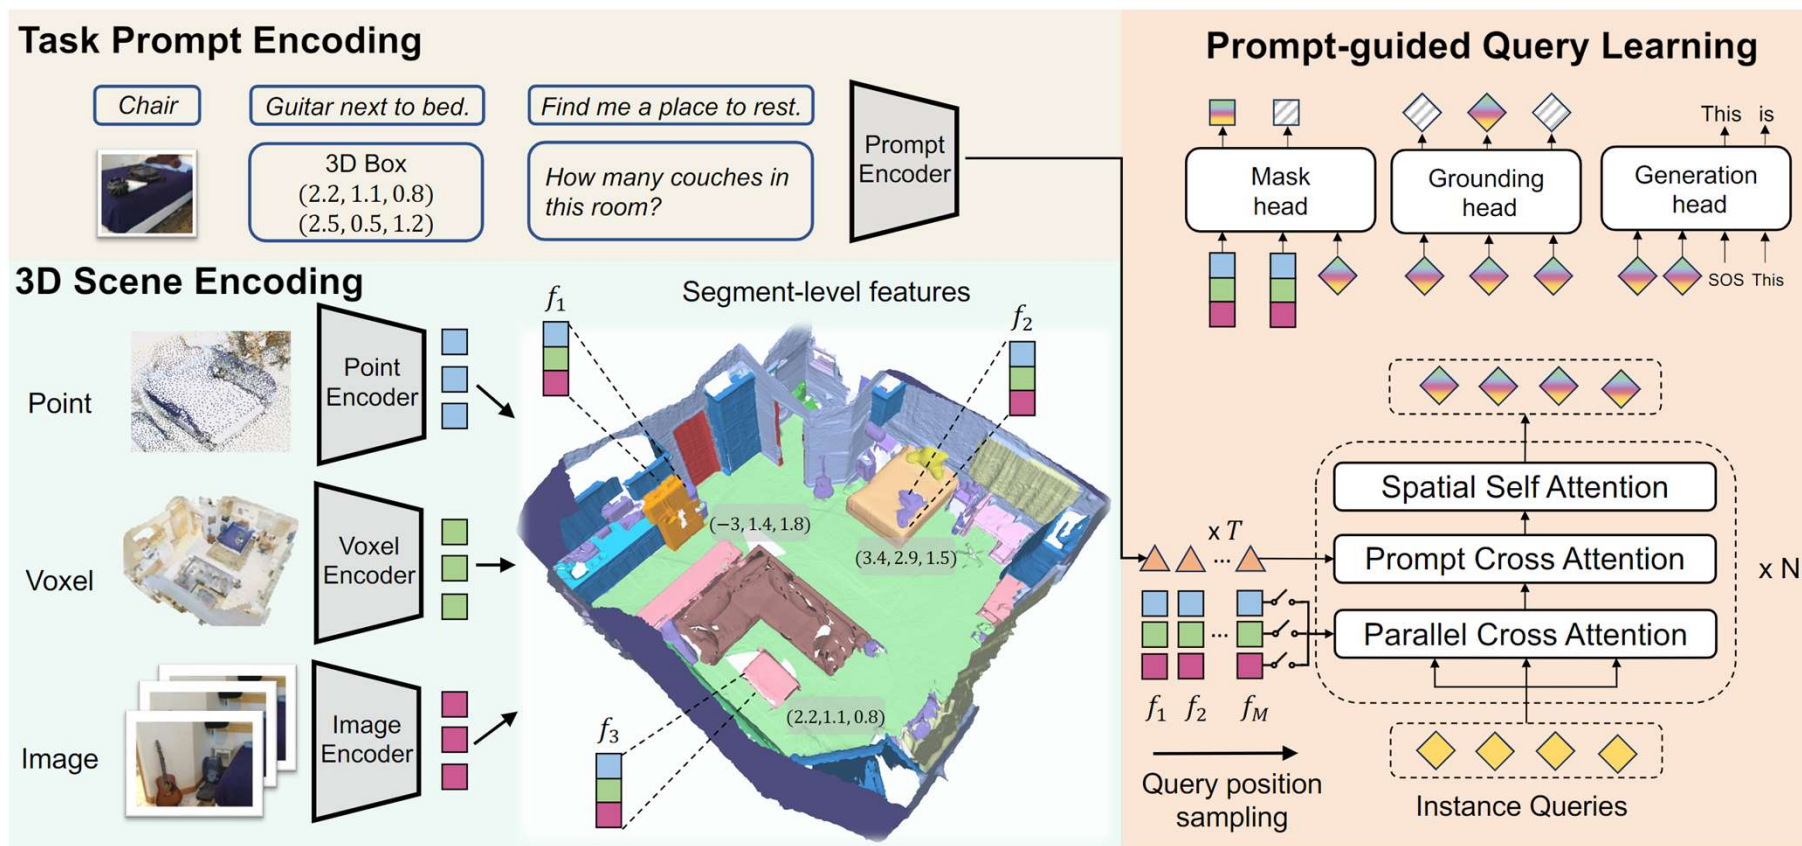 Task Prompt Encoding
Chair
Guitar next to bed.
Find me a place to rest.
3D Box
(2.2, 1.1, 0.8)
(2.5, 0.5, 1.2)
How many couches in
this room?
Prompt
Encoder
3D Scene Encoding
Point
Point
Encoder
Voxel
Voxel
Encoder
Image
Image
Encoder
Segment-level features
f₁
f₂
f₃
(−3, 1.4, 1.8)
(3.4, 2.9, 1.5)
(2.2,1.1, 0.8)
Prompt-guided Query Learning
This is
Mask
head
Grounding
head
Generation
head
SOS This
Spatial Self Attention
Prompt Cross Attention
Parallel Cross Attention
x N
x T
...
...
f₁ f₂ f_M
Query position
sampling
Instance Queries